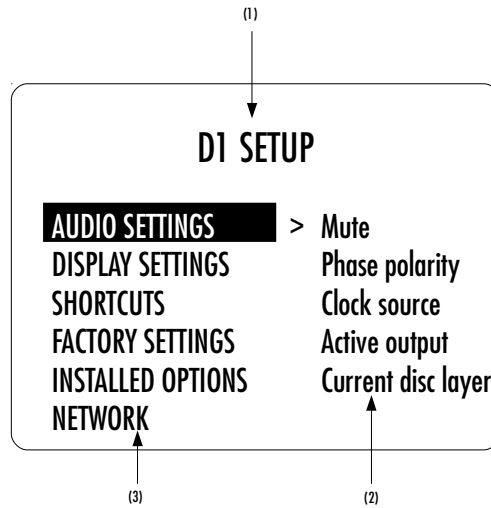 (1)
D1 SETUP
AUDIO SETTINGS > Mute
DISPLAY SETTINGS Phase polarity
SHORTCUTS Clock source
FACTORY SETTINGS Active output
INSTALLED OPTIONS Current disc layer
NETWORK
(3) (2)